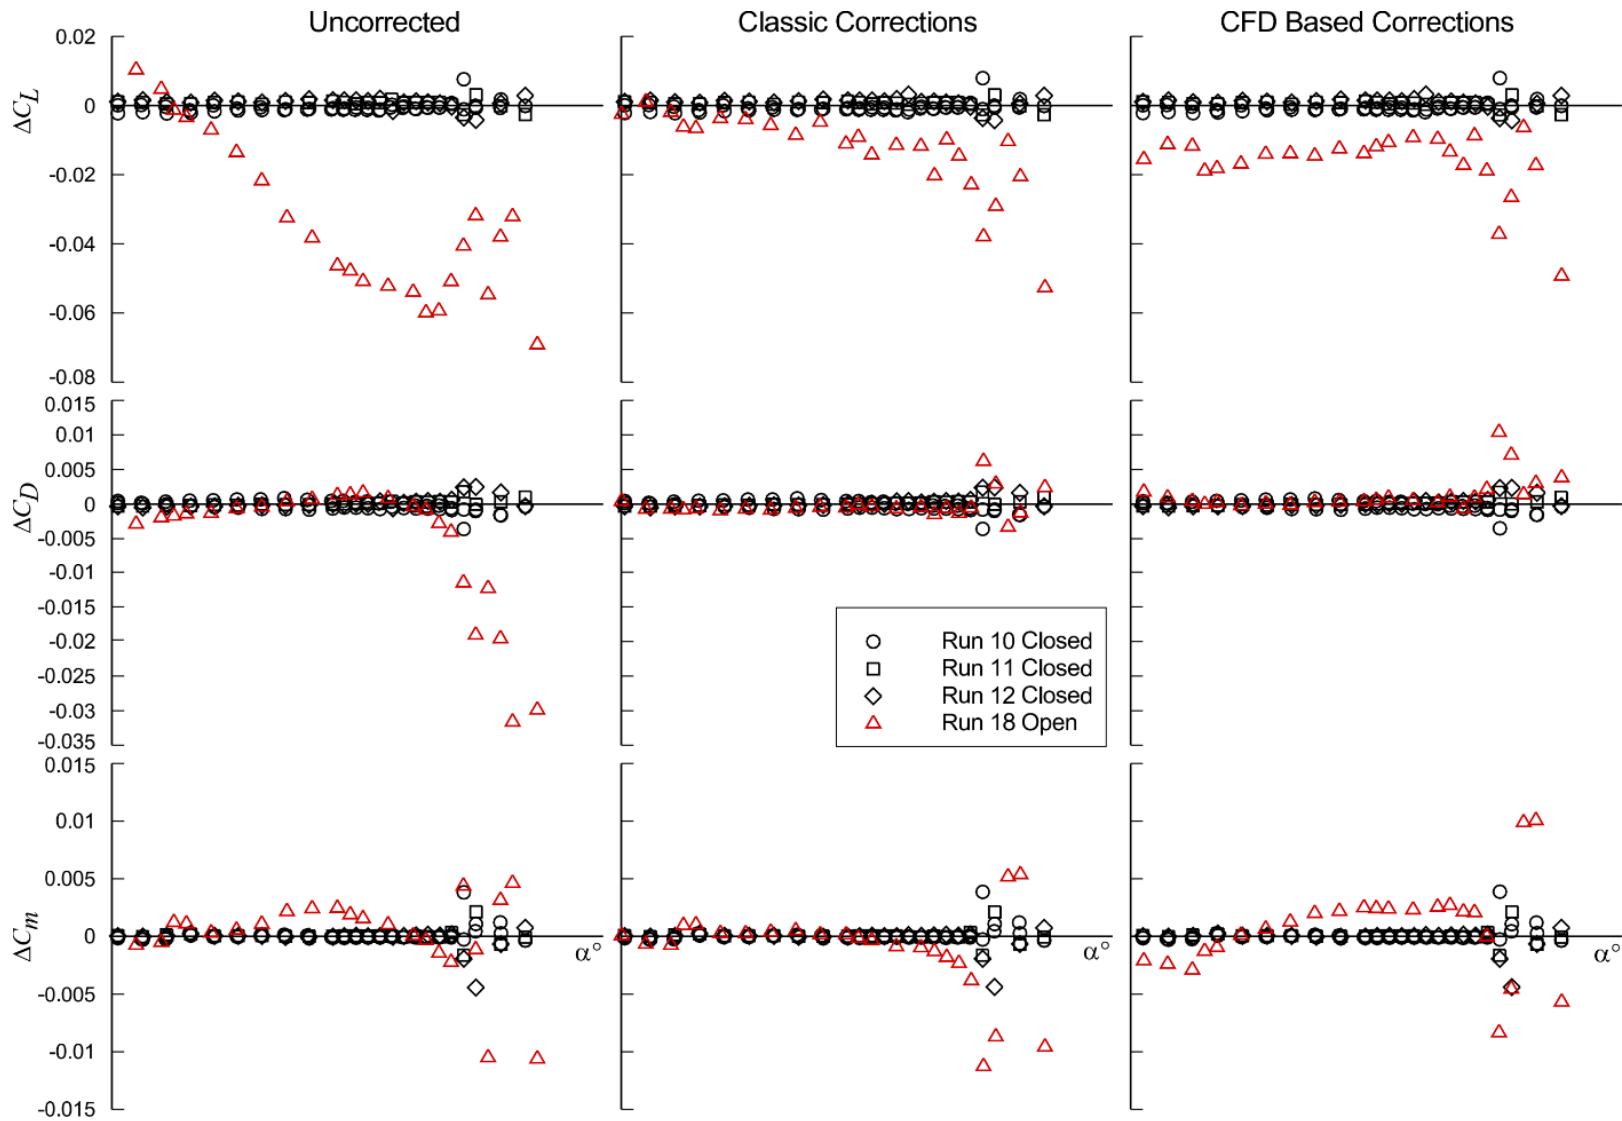 Uncorrected Classic Corrections CFD Based Corrections
0.02
ΔC_L
0
-0.02
-0.04
-0.06
-0.08
0.015
0.01
0.005
ΔC_D
0
-0.005
-0.01
-0.015
-0.02
-0.025
-0.03
-0.035
Run 10 Closed
Run 11 Closed
Run 12 Closed
Run 18 Open
0.015
0.01
0.005
ΔC_m
0
α° α° α°
-0.005
-0.01
-0.015